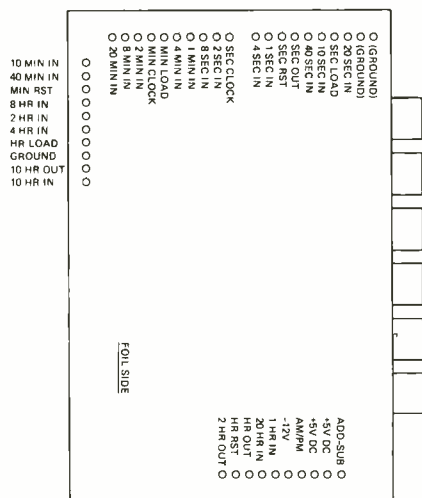 10 MIN IN
40 MIN IN
MIN RST
8 HR IN
2 HR IN
4 HR IN
HR LOAD
GROUND
10 HR OUT
10 HR IN
(GROUND)
(GROUND)
20 SEC IN
SEC LOAD
10 SEC IN
40 SEC IN
SEC OUT
SEC RST
1 SEC IN
4 SEC IN
SEC CLOCK
2 SEC IN
8 SEC IN
1 MIN IN
4 MIN IN
MIN LOAD
MIN CLOCK
2 MIN IN
8 MIN IN
20 MIN IN
FOIL SIDE
ADD-SUB
+5V DC
+5V DC
AM/PM
-12V
1 HR IN
20 HR IN
HR OUT
HR RST
2 HR OUT